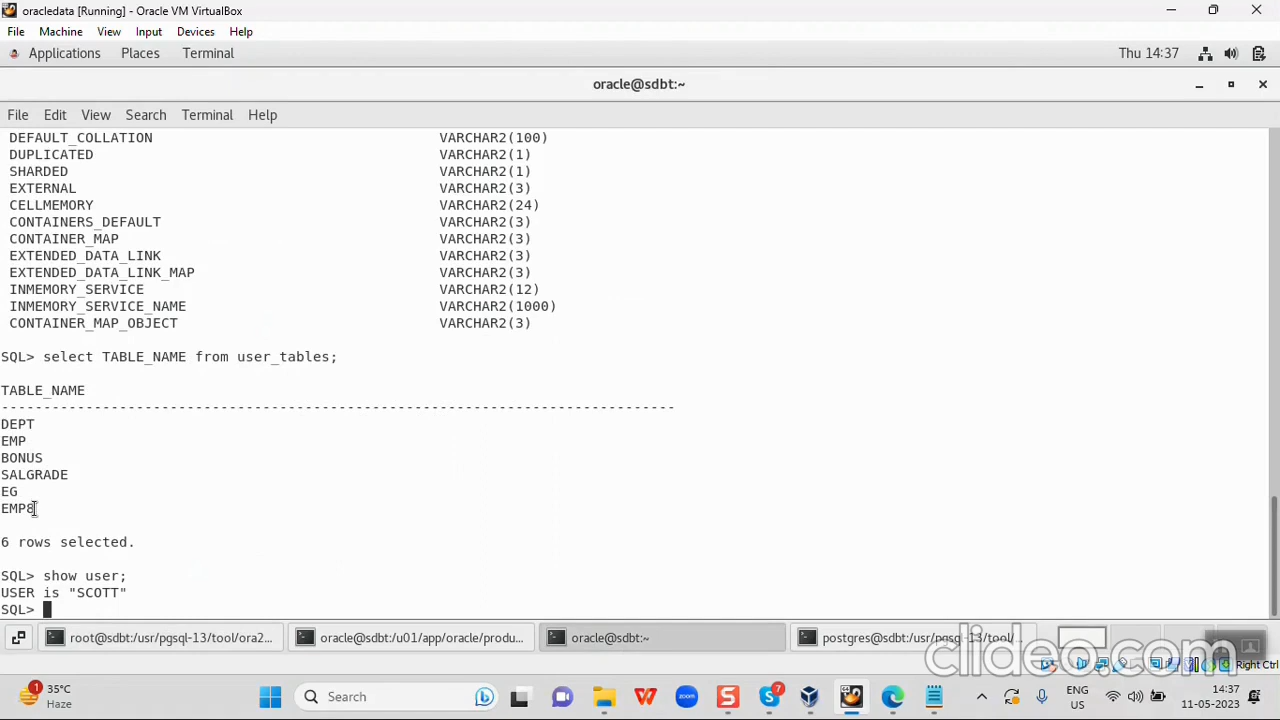 oracledata [Running] - Oracle VM VirtualBox
File Machine View Input Devices Help
Applications Places Terminal Thu 14:37
oracle@sdbt:~
File Edit View Search Terminal Help
DEFAULT_COLLATION VARCHAR2(100)
DUPLICATED VARCHAR2(1)
SHARDED VARCHAR2(1)
EXTERNAL VARCHAR2(3)
CELLMEMORY VARCHAR2(24)
CONTAINERS_DEFAULT VARCHAR2(3)
CONTAINER_MAP VARCHAR2(3)
EXTENDED_DATA_LINK VARCHAR2(3)
EXTENDED_DATA_LINK_MAP VARCHAR2(3)
INMEMORY_SERVICE VARCHAR2(12)
INMEMORY_SERVICE_NAME VARCHAR2(1000)
CONTAINER_MAP_OBJECT VARCHAR2(3)
SQL> select TABLE_NAME from user_tables;
TABLE_NAME
--------------------------------------------------------------------------------
DEPT
EMP
BONUS
SALGRADE
EG
EMP8
6 rows selected.
SQL> show user;
USER is "SCOTT"
SQL>
root@sdbt:/usr/pgsql-13/tool/ora2... oracle@sdbt:/u01/app/oracle/produ... oracle@sdbt:~ postgres@sdbt:/usr/pgsql-13/tool/...
clideo.com
Right Ctrl
1 35°C Haze Search 7 ENG US 14:37 11-05-2023